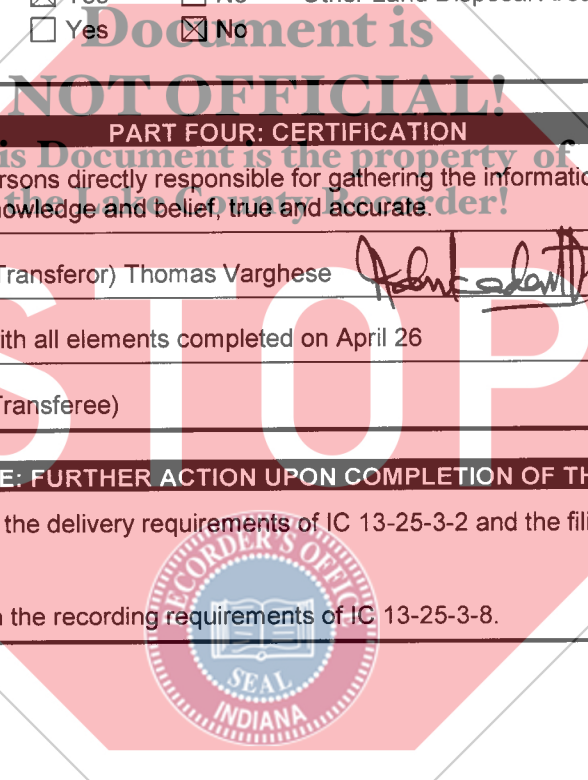 Yes No Other Land Disposal Area
Yes No
Document is
NOT OFFICIAL!
PART FOUR: CERTIFICATION
is Document is the property of
rsons directly responsible for gathering the informatio
the Lake County Recorder!
nowledge and belief, true and accurate.
Transferor) Thomas Varghese
ith all elements completed on April 26
STOP
Transferee)
E: FURTHER ACTION UPON COMPLETION OF TH
the delivery requirements of IC 13-25-3-2 and the fili
n the recording requirements of IC 13-25-3-8.
RECORDER'S OFFICE
SEAL
INDIANA